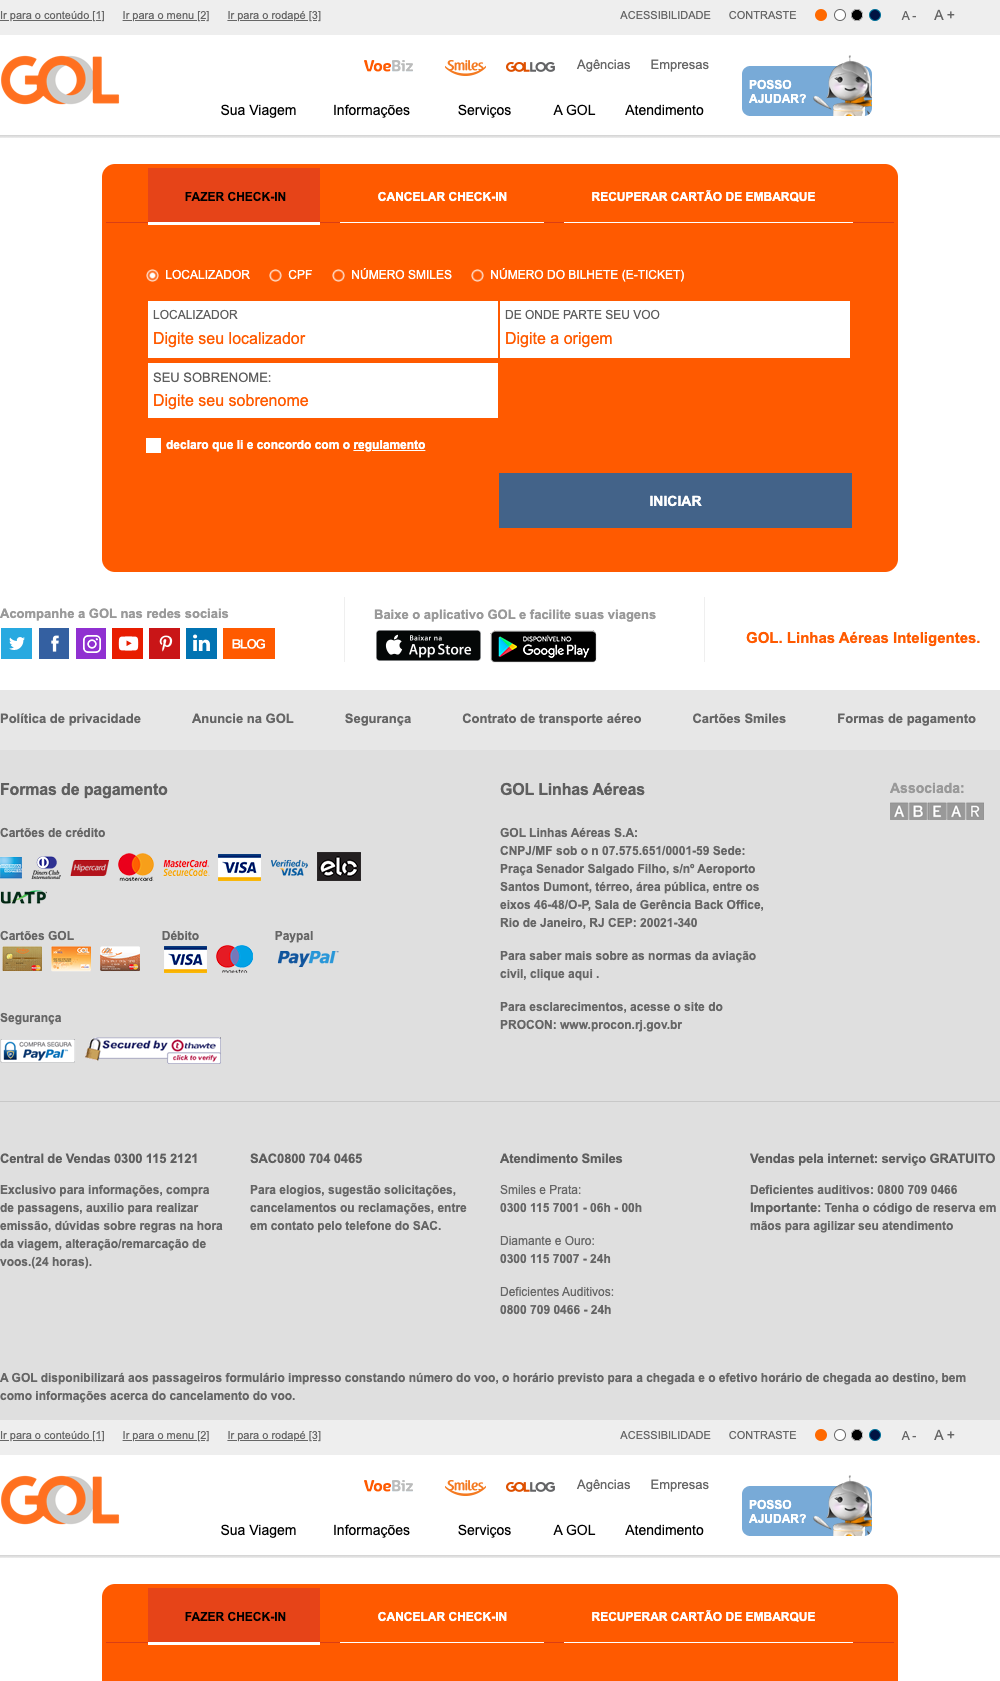 Ir para o conteúdo [1] Ir para o menu [2] Ir para o rodapé [3] ACESSIBILIDADE CONTRASTE A - A +
VoeBiz Smiles GOLLOG Agências Empresas
GOL
POSSO
AJUDAR?
Sua Viagem Informações Serviços A GOL Atendimento
FAZER CHECK-IN CANCELAR CHECK-IN RECUPERAR CARTÃO DE EMBARQUE
LOCALIZADOR CPF NÚMERO SMILES NÚMERO DO BILHETE (E-TICKET)
LOCALIZADOR DE ONDE PARTE SEU VOO
Digite seu localizador Digite a origem
SEU SOBRENOME:
Digite seu sobrenome
declaro que li e concordo com o regulamento
INICIAR
Acompanhe a GOL nas redes sociais
BLOG
Baixe o aplicativo GOL e facilite suas viagens
Baixar na
App Store
DISPONÍVEL NO
Google Play
GOL. Linhas Aéreas Inteligentes.
Política de privacidade Anuncie na GOL Segurança Contrato de transporte aéreo Cartões Smiles Formas de pagamento
Formas de pagamento
Cartões de crédito
Diners Club International Hipercard mastercard MasterCard. SecureCode. VISA Verified by VISA elo
UATP
Cartões GOL Débito Paypal
VISA maestro PayPal
Segurança
COMPRA SEGURA
PayPal
Secured by thawte
click to verify
GOL Linhas Aéreas
GOL Linhas Aéreas S.A:
CNPJ/MF sob o n 07.575.651/0001-59 Sede:
Praça Senador Salgado Filho, s/nº Aeroporto
Santos Dumont, térreo, área pública, entre os
eixos 46-48/O-P, Sala de Gerência Back Office,
Rio de Janeiro, RJ CEP: 20021-340
Para saber mais sobre as normas da aviação
civil, clique aqui .
Para esclarecimentos, acesse o site do
PROCON: www.procon.rj.gov.br
Associada:
ABEAR
Central de Vendas 0300 115 2121
Exclusivo para informações, compra
de passagens, auxilio para realizar
emissão, dúvidas sobre regras na hora
da viagem, alteração/remarcação de
voos.(24 horas).
SAC0800 704 0465
Para elogios, sugestão solicitações,
cancelamentos ou reclamações, entre
em contato pelo telefone do SAC.
Atendimento Smiles
Smiles e Prata:
0300 115 7001 - 06h - 00h
Diamante e Ouro:
0300 115 7007 - 24h
Deficientes Auditivos:
0800 709 0466 - 24h
Vendas pela internet: serviço GRATUITO
Deficientes auditivos: 0800 709 0466
Importante: Tenha o código de reserva em
mãos para agilizar seu atendimento
A GOL disponibilizará aos passageiros formulário impresso constando número do voo, o horário previsto para a chegada e o efetivo horário de chegada ao destino, bem
como informações acerca do cancelamento do voo.
Ir para o conteúdo [1] Ir para o menu [2] Ir para o rodapé [3] ACESSIBILIDADE CONTRASTE A - A +
VoeBiz Smiles GOLLOG Agências Empresas
GOL
POSSO
AJUDAR?
Sua Viagem Informações Serviços A GOL Atendimento
FAZER CHECK-IN CANCELAR CHECK-IN RECUPERAR CARTÃO DE EMBARQUE